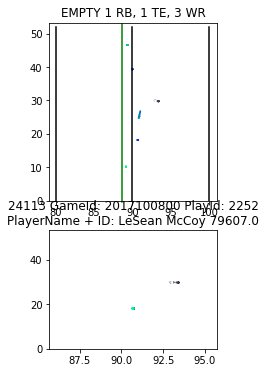 EMPTY 1 RB, 1 TE, 3 WR
50
40
30
20
10
0
80 85 90 95 100
24113 GameId: 2017100800 PlayId: 2252
PlayerName + ID: LeSean McCoy 79607.0
40
20
0
87.5 90.0 92.5 95.0